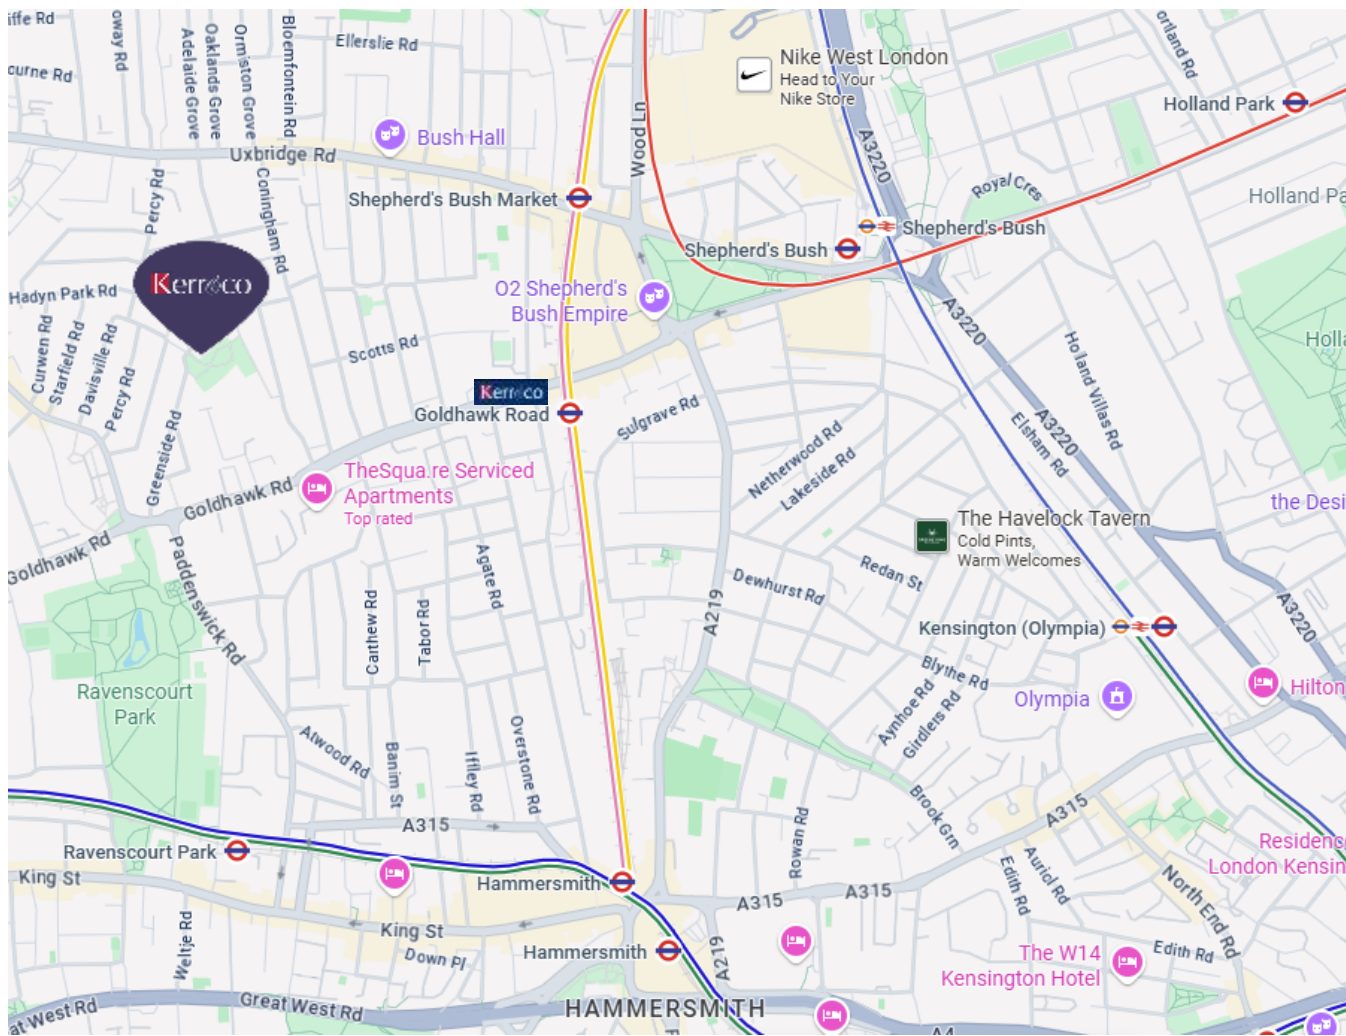 iffe Rd
oway Rd
Adelaide Grove
Oaklands Grove
Ormiston Grove
Bloemfontein Rd
Ellerslie Rd
ourne Rd
Bush Hall
Uxbridge Rd
Percy Rd
Coningham Rd
Shepherd's Bush Market
Wood Ln
Nike West London
Head to Your
Nike Store
A3220
ortland Rd
Holland Park
Royal Cres
Holland Pa
Shepherd's Bush
Shepherd's Bush
Kerr&co
Hadyn Park Rd
O2 Shepherd's
Bush Empire
A3220
Holla
Curwen Rd
Starfield Rd
Davisville Rd
Percy Rd
Scotts Rd
Kerr&co
Goldhawk Road
Sulgrave Rd
Holland Villas Rd
A3220
Elsham Rd
Netherwood Rd
Lakeside Rd
Greenside Rd
Goldhawk Rd
TheSqua.re Serviced
Apartments
Top rated
the Desi
The Havelock Tavern
Cold Pints,
Warm Welcomes
Goldhawk Rd
Paddenswick Rd
Agate Rd
Redan St
Dewhurst Rd
A219
Cardross
Tabor Rd
A3220
Kensington (Olympia)
Blythe Rd
Aynhoe Rd
Girdlers Rd
Olympia
Hilton
Ravenscourt
Park
Atwood Rd
Banim St
Iffley Rd
Overstone Rd
Brook Grn
A315
A315
Rowan Rd
Ravenscourt Park
Residenc
London Kensin
King St
Hammersmith
A315
A315
Edith Rd
Auriol Rd
North End Rd
King St
Down Pl
Weltje Rd
Hammersmith
A219
The W14
Kensington Hotel
Edith Rd
at West Rd
Great West Rd
HAMMERSMITH
A4